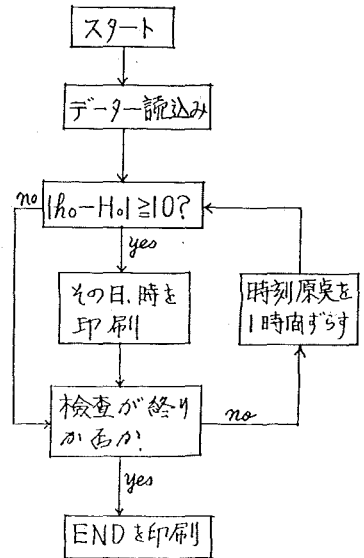 スタート
データー読込み
no
|ho-Ho|≧10?
yes
その日、時を
印刷
時刻原点を
1時間ずらす
検査が終り
か否か?
no
yes
ENDを印刷